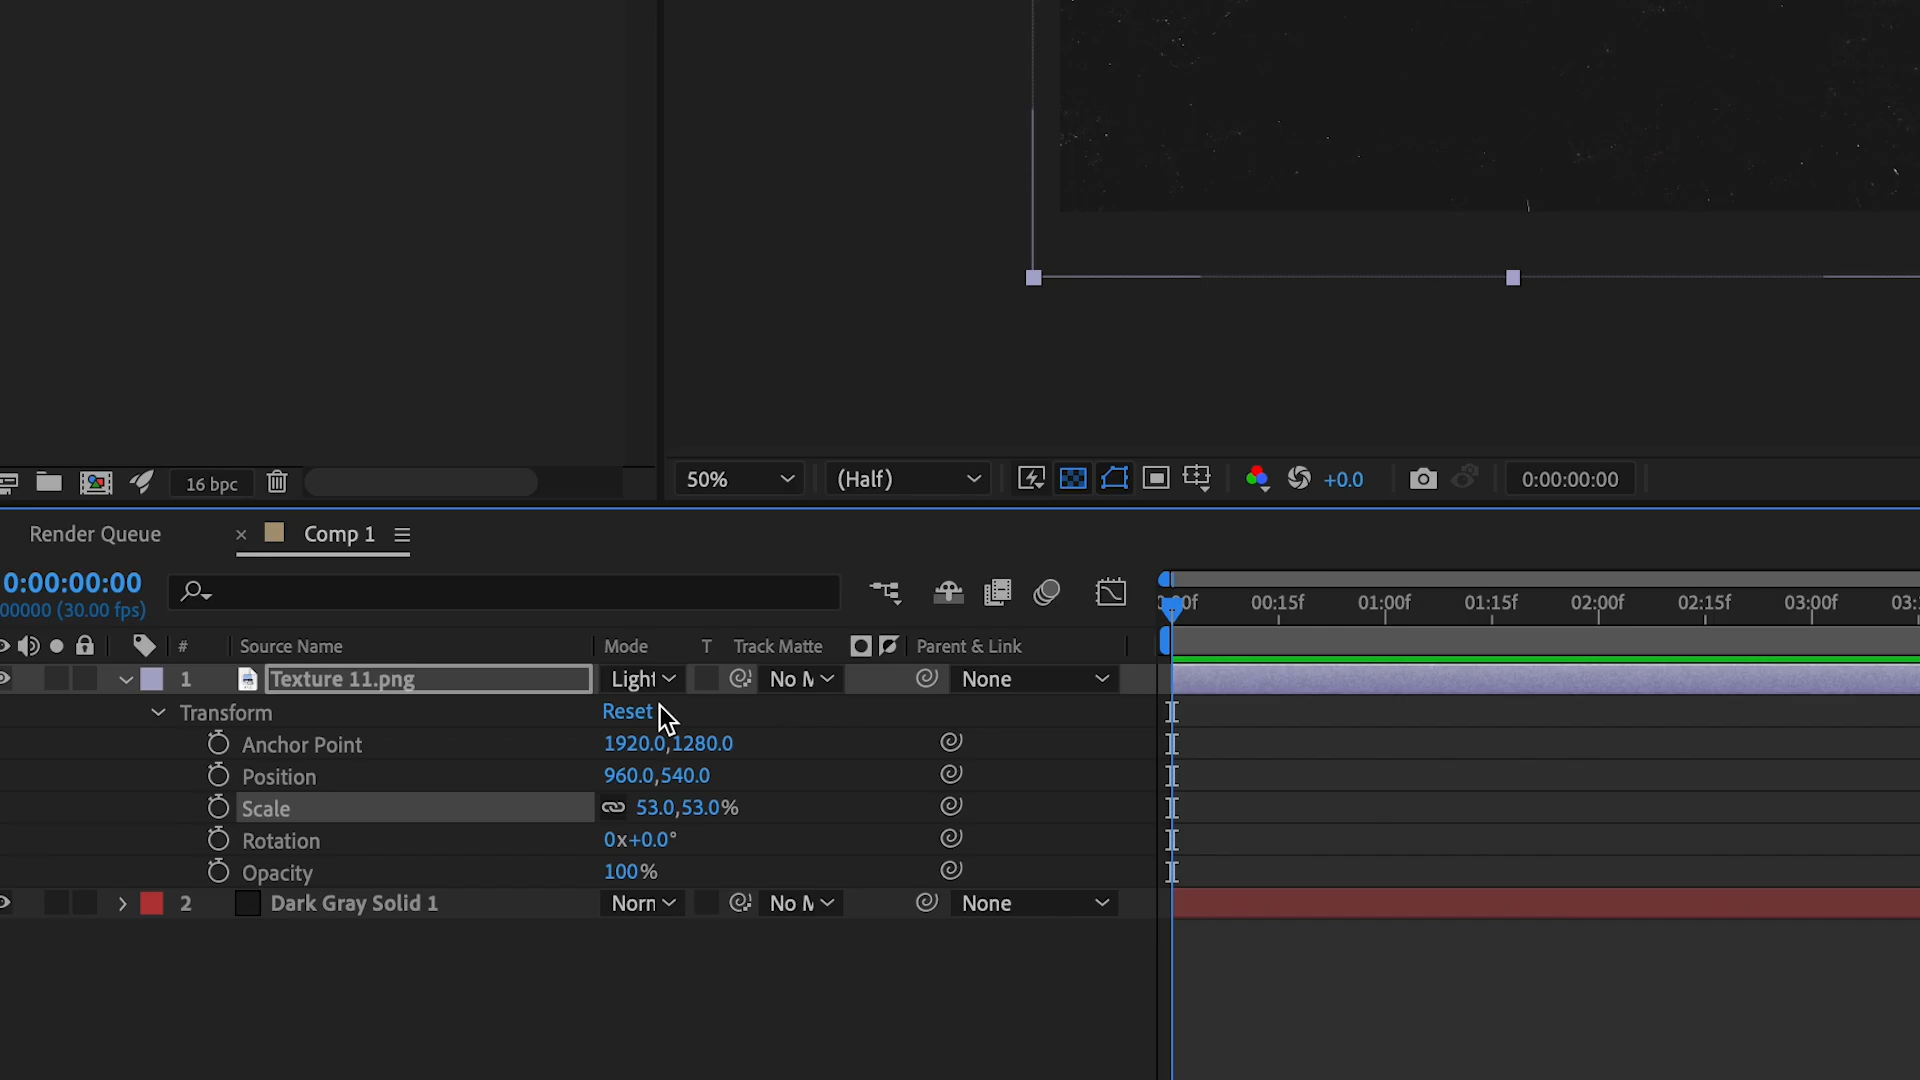 16 bpc
50%
(Half)
+0.0
0:00:00:00
Render Queue
Comp 1
0:00:00:00
00000 (30.00 fps)
00:15f
01:00f
01:15f
02:00f
02:15f
03:00f
#
Source Name
Mode
T
Track Matte
Parent & Link
1
Texture 11.png
Light
No M
None
Transform
Reset
Anchor Point
1920.0,1280.0
Position
960.0,540.0
Scale
53.0,53.0%
Rotation
0x+0.0°
Opacity
100%
2
Dark Gray Solid 1
Norn
No M
None